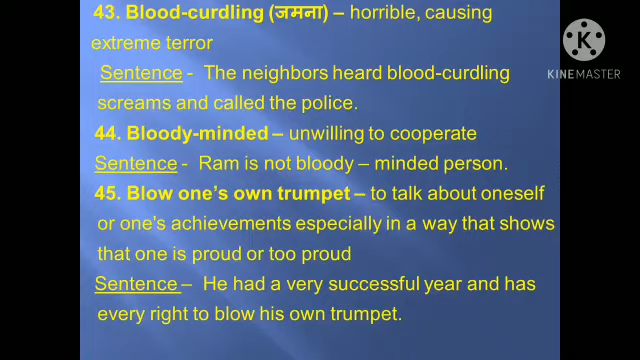 43. Blood-curdling (जमना) – horrible, causing
extreme terror
Sentence - The neighbors heard blood-curdling
screams and called the police.
44. Bloody-minded – unwilling to cooperate
Sentence - Ram is not bloody – minded person.
45. Blow one's own trumpet – to talk about oneself
or one's achievements especially in a way that shows
that one is proud or too proud
Sentence – He had a very successful year and has
every right to blow his own trumpet.
K
KINEMASTER